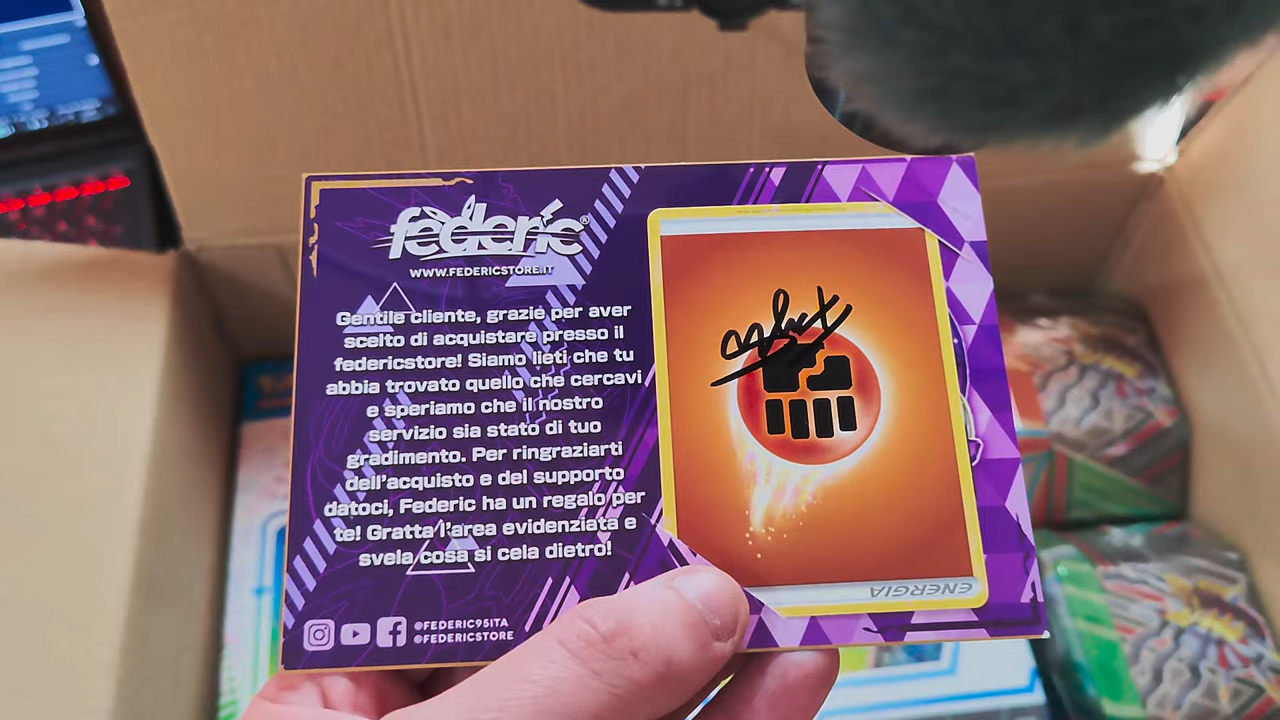 federic®
WWW.FEDERICSTORE.IT
Gentile cliente, grazie per aver
scelto di acquistare presso il
federicstore! Siamo lieti che tu
abbia trovato quello che cercavi
e speriamo che il nostro
servizio sia stato di tuo
gradimento. Per ringraziarti
dell'acquisto e del supporto
datoci, Federic ha un regalo per
te! Gratta l'area evidenziata e
svela cosa si cela dietro!
@FEDERIC95ITA
@FEDERICSTORE
ENERGIA